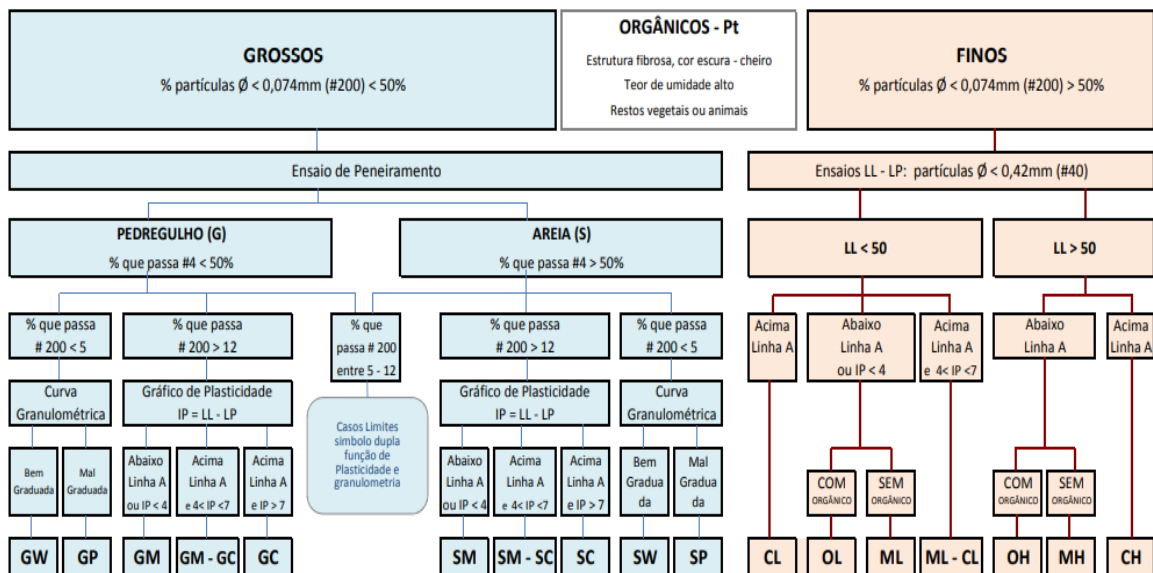 GROSSOS
% partículas Ø < 0,074mm (#200) < 50%
ORGÂNICOS - Pt
Estrutura fibrosa, cor escura - cheiro
Teor de umidade alto
Restos vegetais ou animais
FINOS
% partículas Ø < 0,074mm (#200) > 50%
Ensaio de Peneiramento
Ensaios LL - LP: partículas Ø < 0,42mm (#40)
PEDREGULHO (G)
% que passa #4 < 50%
AREIA (S)
% que passa #4 > 50%
LL < 50
LL > 50
% que passa
# 200 < 5
% que passa
# 200 > 12
% que
passa # 200
entre 5 - 12
% que passa
# 200 > 12
% que passa
# 200 < 5
Acima
Linha A
Abaixo
Linha A
ou IP < 4
Acima
Linha A
e 4< IP <7
Abaixo
Linha A
Acima
Linha A
Curva
Granulométrica
Gráfico de Plasticidade
IP = LL - LP
Casos Limites
simbolo dupla
função de
Plasticidade e
granulometria
Gráfico de Plasticidade
IP = LL - LP
Curva
Granulométrica
Bem
Graduada
Mal
Graduada
Abaixo
Linha A
ou IP < 4
Acima
Linha A
e 4< IP <7
Acima
Linha A
e IP > 7
Abaixo
Linha A
ou IP < 4
Acima
Linha A
e 4< IP <7
Acima
Linha A
e IP > 7
Bem
Gradua
da
Mal
Gradua
da
COM
ORGÂNICO
SEM
ORGÂNICO
COM
ORGÂNICO
SEM
ORGÂNICO
GW
GP
GM
GM - GC
GC
SM
SM - SC
SC
SW
SP
CL
OL
ML
ML - CL
OH
MH
CH